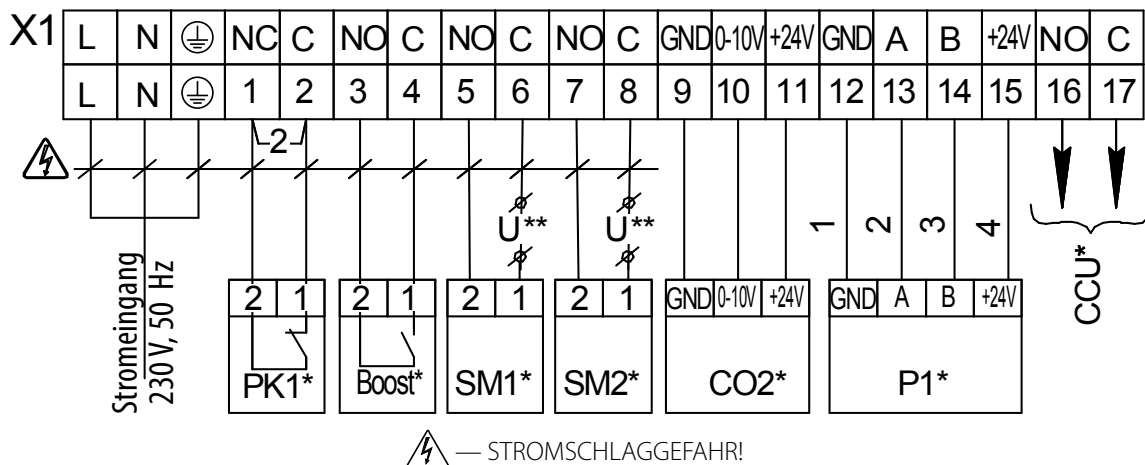 X1 L N NC C NO C NO C NO C GND 0-10V +24V GND A B +24V NO C
L N 1 2 3 4 5 6 7 8 9 10 11 12 13 14 15 16 17
2
U** U**
1 2 3 4
CCU*
Stromeingang
230 V, 50 Hz
2 1 2 1 2 1 2 1 GND 0-10V +24V GND A B +24V
PK1* Boost* SM1* SM2* CO2* P1*
— STROMSCHLAGGEFAHR!